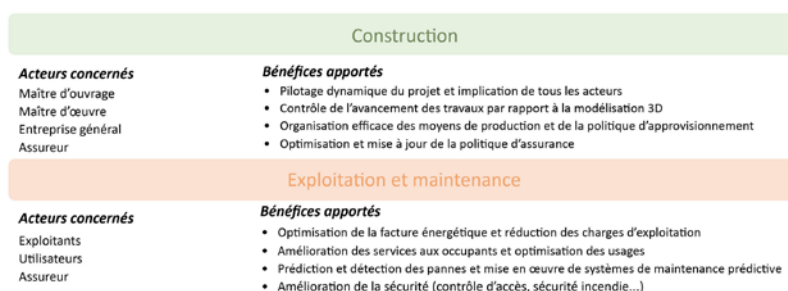 Construction
Acteurs concernés
Maître d'ouvrage
Maître d'œuvre
Entreprise général
Assureur
Bénéfices apportés
• Pilotage dynamique du projet et implication de tous les acteurs
• Contrôle de l'avancement des travaux par rapport à la modélisation 3D
• Organisation efficace des moyens de production et de la politique d'approvisionnement
• Optimisation et mise à jour de la politique d'assurance
Exploitation et maintenance
Acteurs concernés
Exploitants
Utilisateurs
Assureur
Bénéfices apportés
• Optimisation de la facture énergétique et réduction des charges d'exploitation
• Amélioration des services aux occupants et optimisation des usages
• Prédiction et détection des pannes et mise en œuvre de systèmes de maintenance prédictive
• Amélioration de la sécurité (contrôle d'accès, sécurité incendie...)